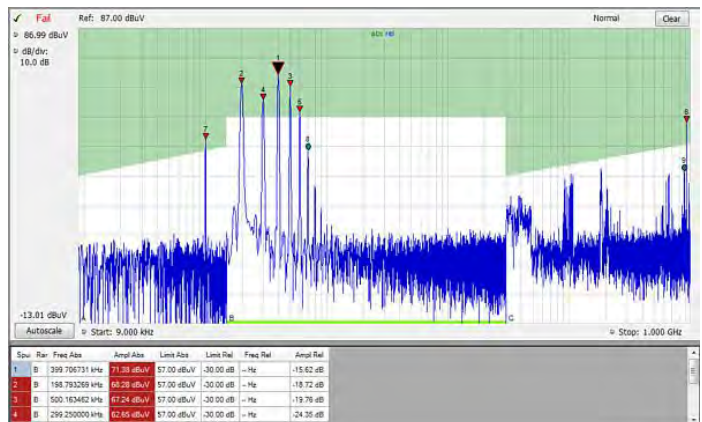 ✓ Fail Ref: 87.00 dBuV Normal Clear
86.99 dBuV
dB/div:
10.0 dB
abs rel
1
2
3
4
5
6
7
8
9
-13.01 dBuV
A B C
Autoscale Start: 9.000 kHz Stop: 1.000 GHz
Spu Rar Freq Abs Ampl Abs Limit Abs Limit Rel Freq Rel Ampl Rel
1 B 399.706731 kHz 71.38 dBuV 57.00 dBuV -30.00 dB -- Hz -15.62 dB
2 B 198.793269 kHz 68.28 dBuV 57.00 dBuV -30.00 dB -- Hz -18.72 dB
3 B 500.163462 kHz 67.24 dBuV 57.00 dBuV -30.00 dB -- Hz -19.76 dB
4 B 299.250000 kHz 62.65 dBuV 57.00 dBuV -30.00 dB -- Hz -24.35 dB